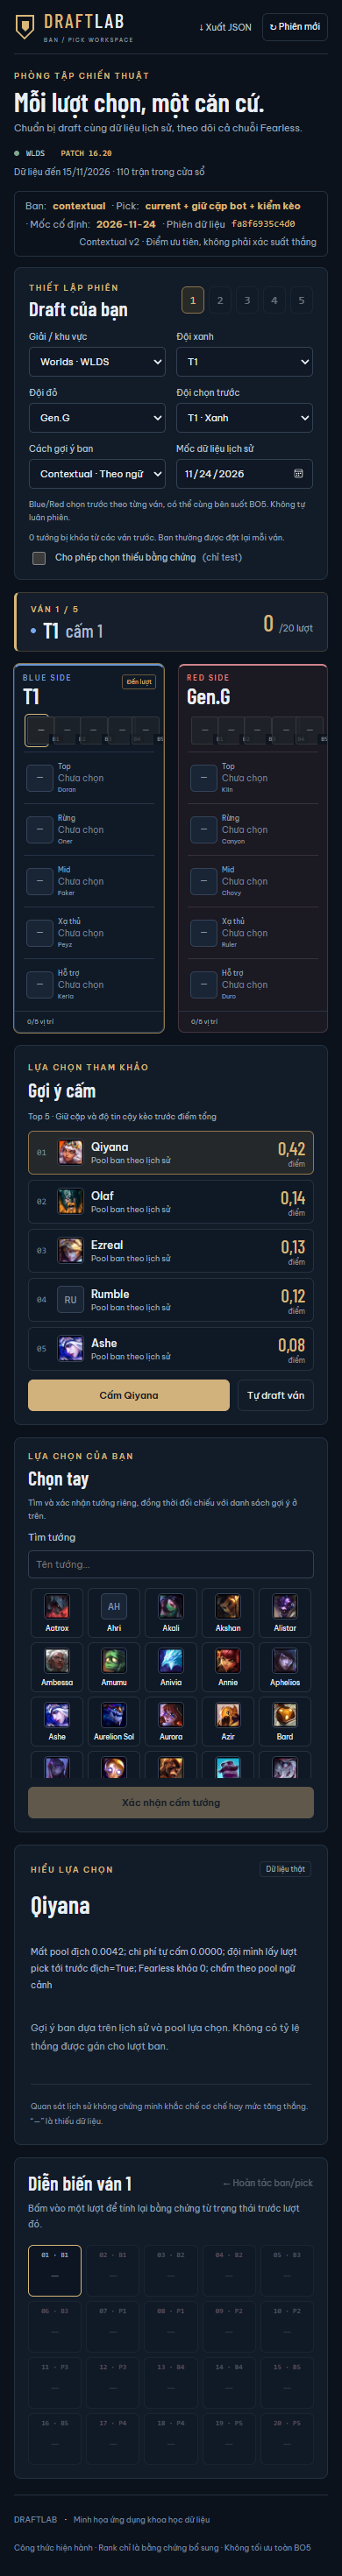 DRAFTLAB
BAN / PICK WORKSPACE
↓ Xuất JSON
↻ Phiên mới
PHÒNG TẬP CHIẾN THUẬT
Mỗi lượt chọn, một căn cứ.
Chuẩn bị draft cùng dữ liệu lịch sử, theo dõi cả chuỗi Fearless.
WLDS PATCH 16.20
Dữ liệu đến 15/11/2026 · 110 trận trong cửa sổ
Ban: contextual · Pick: current + giữ cặp bot + kiểm kèo
· Mốc cố định: 2026-11-24 · Phiên dữ liệu fa8f6935c4d0
Contextual v2 · Điểm ưu tiên, không phải xác suất thắng
THIẾT LẬP PHIÊN
Draft của bạn
1 2 3 4 5
Giải / khu vực
Đội xanh
Worlds · WLDS
T1
Đội đỏ
Đội chọn trước
Gen.G
T1 · Xanh
Cách gợi ý ban
Mốc dữ liệu lịch sử
Contextual · Theo ngữ
11/24/2026
Blue/Red chọn trước theo từng ván, có thể cùng bên suốt BO5. Không tự
luân phiên.
0 tướng bị khóa từ các ván trước. Ban thường được đặt lại mỗi ván.
Cho phép chọn thiếu bằng chứng (chỉ test)
VÁN 1 / 5
T1 cấm 1
0 /20 lượt
BLUE SIDE
T1
Đến lượt
— — — — —
— Top
Chưa chọn
Doran
— Rừng
Chưa chọn
Oner
— Mid
Chưa chọn
Faker
— Xạ thủ
Chưa chọn
Peyz
— Hỗ trợ
Chưa chọn
Keria
0/5 vị trí
RED SIDE
Gen.G
— — — — —
— Top
Chưa chọn
Kiin
— Rừng
Chưa chọn
Canyon
— Mid
Chưa chọn
Chovy
— Xạ thủ
Chưa chọn
Ruler
— Hỗ trợ
Chưa chọn
Duro
0/5 vị trí
LỰA CHỌN THAM KHẢO
Gợi ý cấm
Top 5 · Giữ cặp và độ tin cậy kèo trước điểm tổng
01 Qiyana 0,42
Pool ban theo lịch sử điểm
02 Olaf 0,14
Pool ban theo lịch sử điểm
03 Ezreal 0,13
Pool ban theo lịch sử điểm
04 RU Rumble 0,12
Pool ban theo lịch sử điểm
05 Ashe 0,08
Pool ban theo lịch sử điểm
Cấm Qiyana
Tự draft ván
LỰA CHỌN CỦA BẠN
Chọn tay
Tìm và xác nhận tướng riêng, đồng thời đối chiếu với danh sách gợi ý ở
trên.
Tìm tướng
Tên tướng...
AH
Aatrox Ahri Akali Akshan Alistar
Ambessa Amumu Anivia Annie Aphelios
Ashe Aurelion Sol Aurora Azir Bard
Xác nhận cấm tướng
HIỂU LỰA CHỌN
Dữ liệu thật
Qiyana
Mất pool địch 0.0042; chi phí tự cấm 0.0000; đội mình lấy lượt
pick tới trước địch=True; Fearless khóa 0; chấm theo pool ngữ
cảnh
Gợi ý ban dựa trên lịch sử và pool lựa chọn. Không có tỷ lệ
thắng được gán cho lượt ban.
Quan sát lịch sử không chứng minh khắc chế cơ chế hay mức tăng thắng.
"—" là thiếu dữ liệu.
Diễn biến ván 1
← Hoàn tác ban/pick
Bấm vào một lượt để tính lại bằng chứng từ trạng thái trước lượt
đó.
01 · B1 02 · B1 03 · B2 04 · B2 05 · B3
— — — — —
06 · B3 07 · P1 08 · P1 09 · P2 10 · P2
— — — — —
11 · P3 12 · P3 13 · B4 14 · B4 15 · B5
— — — — —
16 · B5 17 · P4 18 · P4 19 · P5 20 · P5
— — — — —
DRAFTLAB · Minh họa ứng dụng khoa học dữ liệu
Công thức hiện hành · Rank chỉ là bằng chứng bổ sung · Không tối ưu toàn BO5